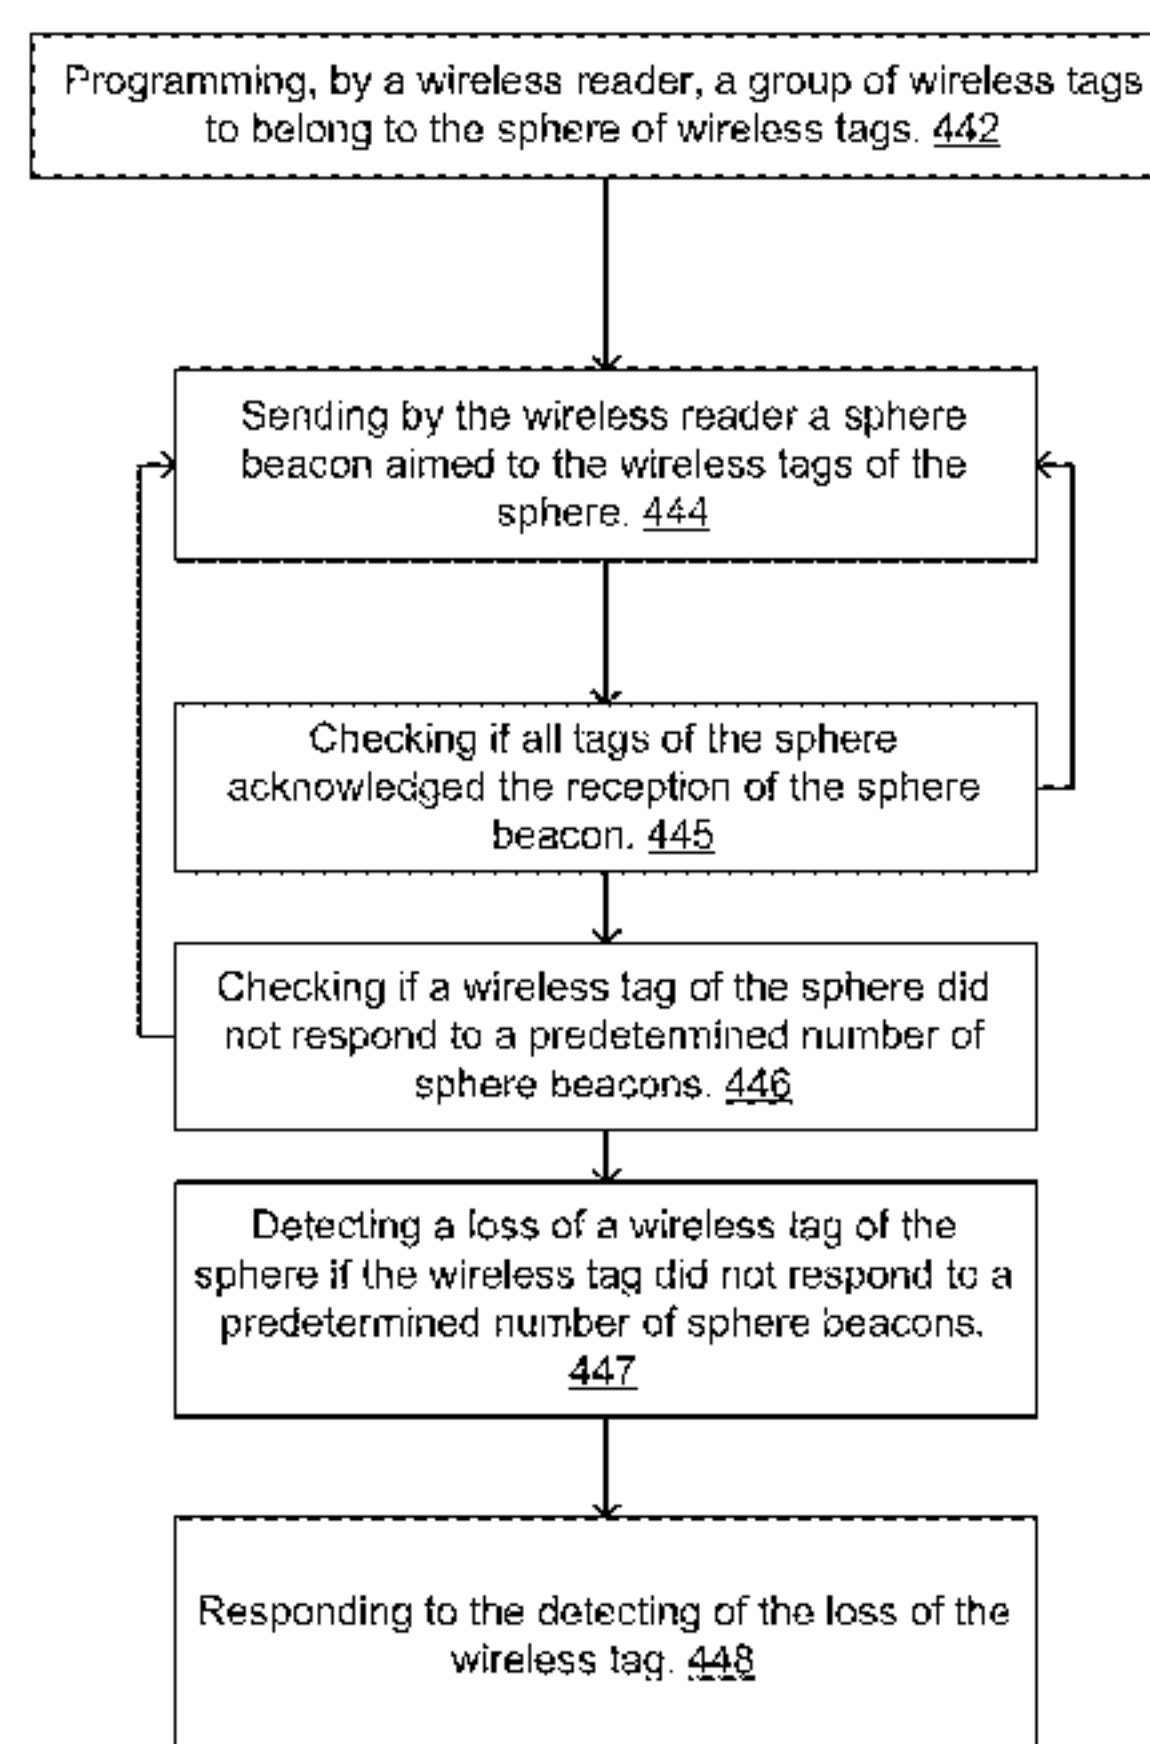 Programming, by a wireless reader, a group of wireless tags
to belong to the sphere of wireless tags. 442
Sending by the wireless reader a sphere
beacon aimed to the wireless tags of the
sphere. 444
Checking if all tags of the sphere
acknowledged the reception of the sphere
beacon. 445
Checking if a wireless tag of the sphere did
not respond to a predetermined number of
sphere beacons. 446
Detecting a loss of a wireless tag of the
sphere if the wireless tag did not respond to a
predetermined number of sphere beacons.
447
Responding to the detecting of the loss of the
wireless tag. 448